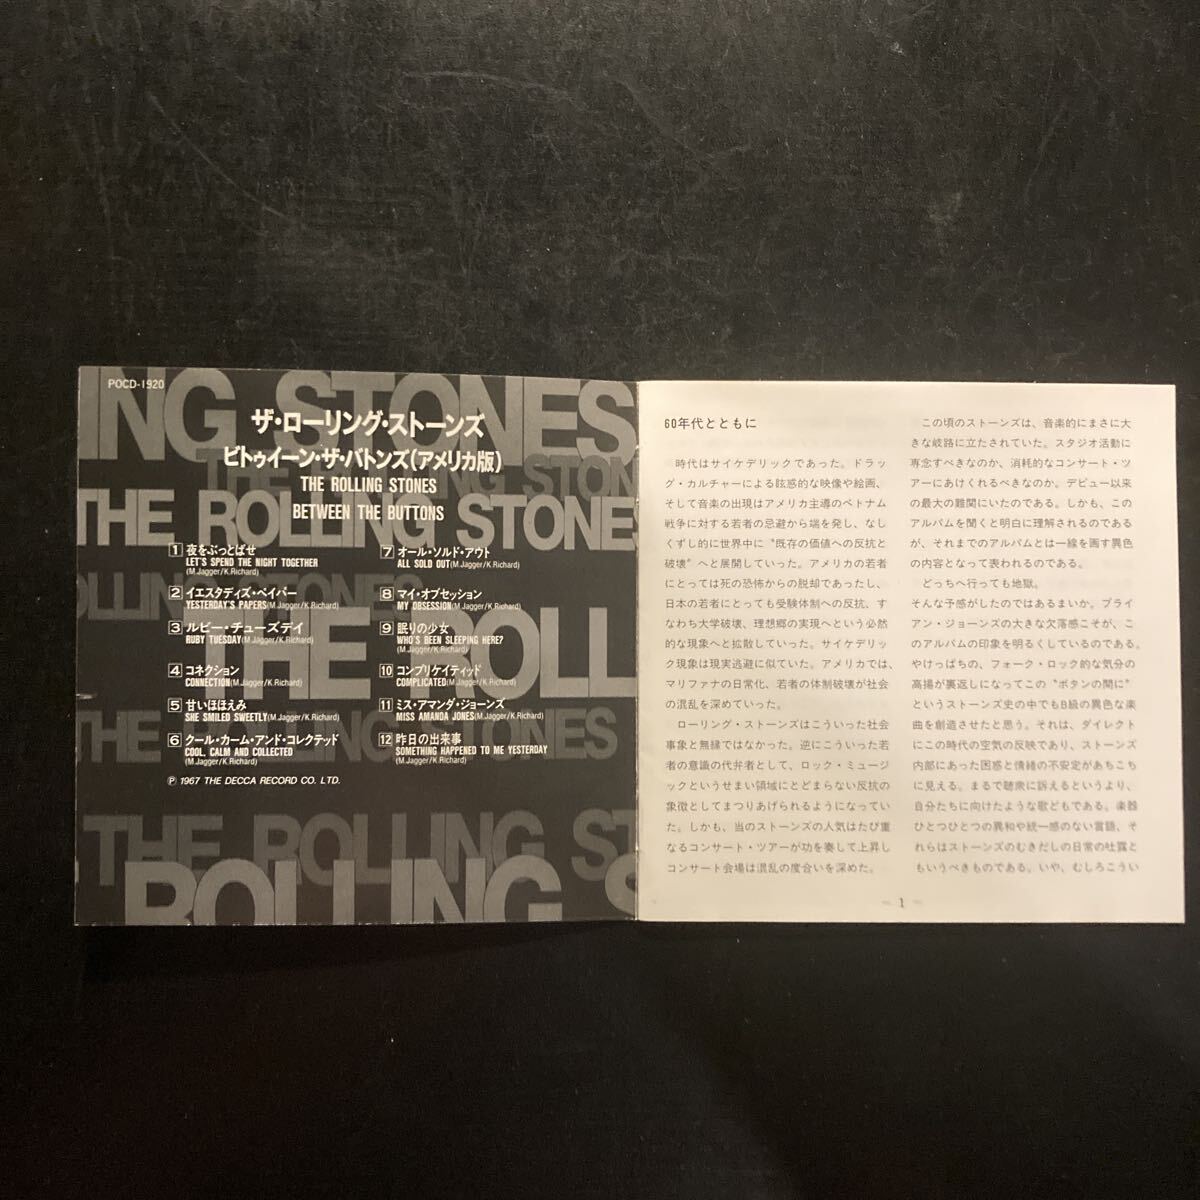 POCD-1920
ザ・ローリング・ストーンズ
ビトゥイーン・ザ・バトンズ(アメリカ版)
THE ROLLING STONES
BETWEEN THE BUTTONS
1 夜をぶっとばせ
LET'S SPEND THE NIGHT TOGETHER
(M.Jagger/K.Richard)
2 イエスタディズ・ペイパー
YESTERDAY'S PAPERS(M.Jagger/K.Richard)
3 ルビー・チューズデイ
RUBY TUESDAY(M.Jagger/K.Richard)
4 コネクション
CONNECTION(M.Jagger/K.Richard)
5 甘いほほえみ
SHE SMILED SWEETLY(M.Jagger/K.Richard)
6 クール・カーム・アンド・コレクテッド
COOL, CALM AND COLLECTED
(M.Jagger/K.Richard)
7 オール・ソルド・アウト
ALL SOLD OUT(M.Jagger/K.Richard)
8 マイ・オブセッション
MY OBSESSION(M.Jagger/K.Richard)
9 眠りの少女
WHO'S BEEN SLEEPING HERE?
(M.Jagger/K.Richard)
10 コンプリケイティッド
COMPLICATED(M.Jagger/K.Richard)
11 ミス・アマンダ・ジョーンズ
MISS AMANDA JONES(M.Jagger/K.Richard)
12 昨日の出来事
SOMETHING HAPPENED TO ME YESTERDAY
(M.Jagger/K.Richard)
Ⓟ 1967 THE DECCA RECORD CO. LTD.
ING STONES
THE ROLLING STON
THE ROLLING STONES
OLLING STONES
THE ROLL
THE ROLLING STONES
THE ROLLING ST
ROLLING S
60年代とともに
時代はサイケデリックであった。ドラッ
グ・カルチャーによる眩惑的な映像や絵画、
そして音楽の出現はアメリカ主導のベトナム
戦争に対する若者の忌避から端を発し、なし
くずし的に世界中に〝既存の価値への反抗と
破壊〟へと展開していった。アメリカの若者
にとっては死の恐怖からの脱却であったし、
日本の若者にとっても受験体制への反抗、す
なわち大学破壊、理想郷の実現へという必然
的な現象へと拡散していった。サイケデリッ
ク現象は現実逃避に似ていた。アメリカでは、
マリファナの日常化、若者の体制破壊が社会
の混乱を深めていった。
ローリング・ストーンズはこういった社会
事象と無縁ではなかった。逆にこういった若
者の意識の代弁者として、ロック・ミュージ
ックというせまい領域にとどまらない反抗の
象徴としてまつりあげられるようになってい
た。しかも、当のストーンズの人気はたび重
なるコンサート・ツアーが功を奏して上昇し
コンサート会場は混乱の度合いを深めた。
この頃のストーンズは、音楽的にまさに大
きな岐路に立たされていた。スタジオ活動に
専念すべきなのか、消耗的なコンサート・ツ
アーにあけくれるべきなのか。デビュー以来
の最大の難関にいたのである。しかも、この
アルバムを聞くと明白に理解されるのである
が、それまでのアルバムとは一線を画す異色
の内容となって表われるのである。
どっちへ行っても地獄。
そんな予感がしたのではあるまいか。ブライ
アン・ジョーンズの大きな欠落感こそが、こ
のアルバムの印象を明るくしているのである。
やけっぱちの、フォーク・ロック的な気分の
高揚が裏返しになってこの〝ボタンの間に〟
というストーンズ史の中でもB級の異色な楽
曲を創造させたと思う。それは、ダイレクト
にこの時代の空気の反映であり、ストーンズ
内部にあった困惑と情緒の不安定があちこち
に見える。まるで聴衆に訴えるというより、
自分たちに向けたような歌どもである。楽器
ひとつひとつの異和や統一感のない言語、そ
れらはストーンズのむきだしの日常の吐露と
もいうべきものである。いや、むしろこうい
— 1 —